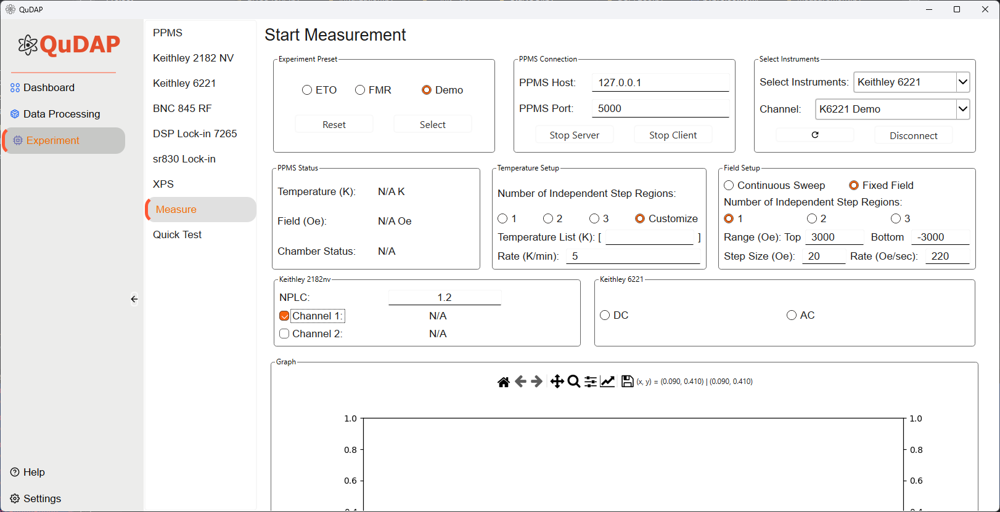 QuDAP
QuDAP
Dashboard
Data Processing
Experiment
Help
Settings
PPMS
Keithley 2182 NV
Keithley 6221
BNC 845 RF
DSP Lock-in 7265
sr830 Lock-in
XPS
Measure
Quick Test
Start Measurement
Experiment Preset
ETO FMR Demo
Reset Select
PPMS Connection
PPMS Host: 127.0.0.1
PPMS Port: 5000
Stop Server Stop Client
Select Instruments
Select Instruments: Keithley 6221
Channel: K6221 Demo
Disconnect
PPMS Status
Temperature (K): N/A K
Field (Oe): N/A Oe
Chamber Status: N/A
Temperature Setup
Number of Independent Step Regions:
1 2 3 Customize
Temperature List (K): [ ]
Rate (K/min): 5
Field Setup
Continuous Sweep Fixed Field
Number of Independent Step Regions:
1 2 3
Range (Oe): Top 3000 Bottom -3000
Step Size (Oe): 20 Rate (Oe/sec): 220
Keithley 2182nv
NPLC: 1.2
Channel 1: N/A
Channel 2: N/A
Keithley 6221
DC AC
Graph
(x, y) = (0.090, 0.410) | (0.090, 0.410)
1.0 1.0
0.8 0.8
0.6 0.6